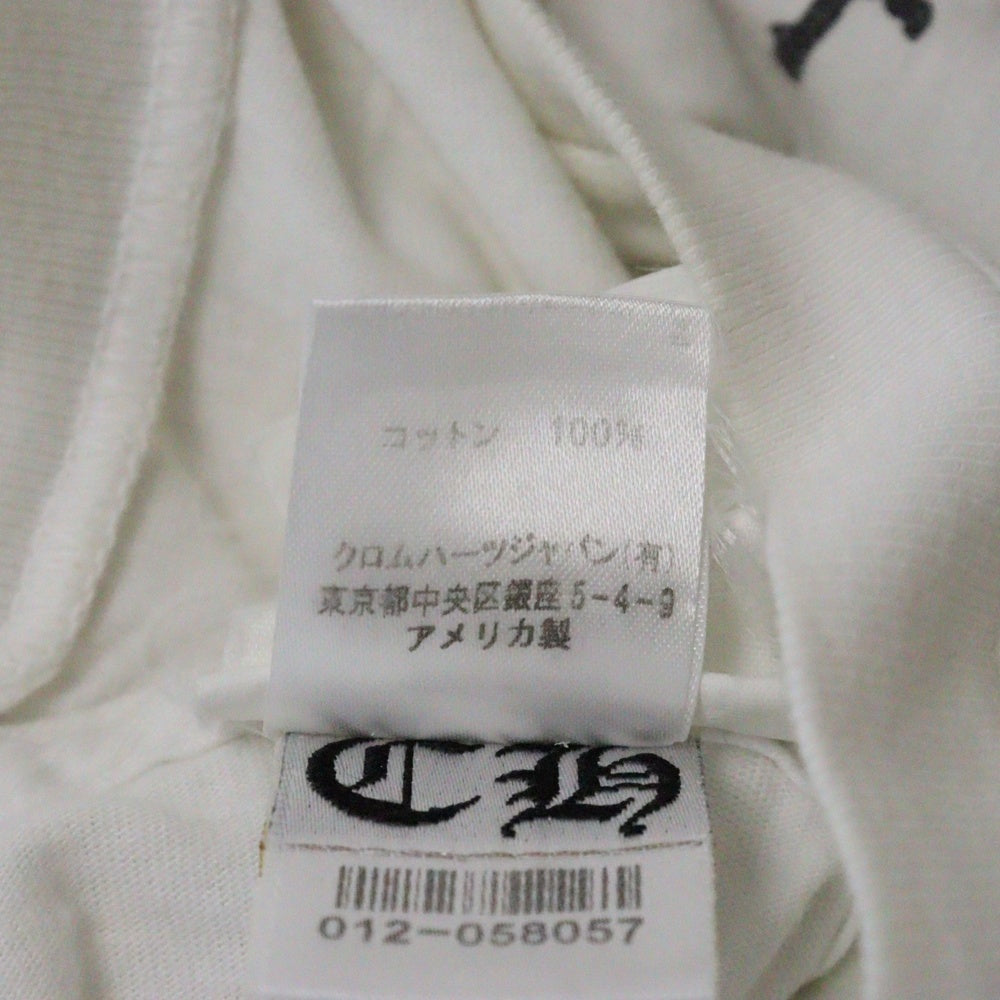 コットン 100%
クロムハーツジャパン(有)
東京都中央区銀座5-4-9
アメリカ製
CH
012-058057